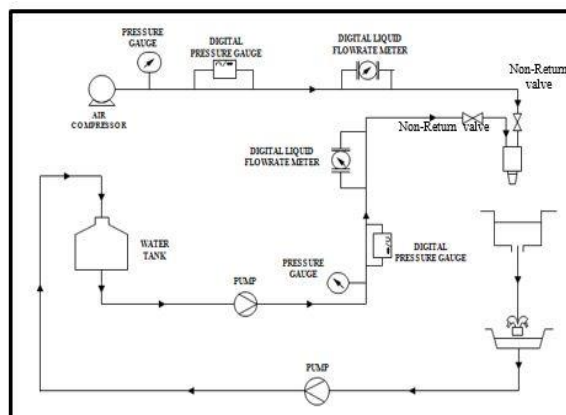 PRESSURE
GAUGE
DIGITAL
PRESSURE GAUGE
DIGITAL LIQUID
FLOWRATE METER
Non-Return
valve
AIR
COMPRESSOR
Non-Return valve
DIGITAL LIQUID
FLOWRATE METER
WATER
TANK
PUMP
PRESSURE
GAUGE
DIGITAL
PRESSURE GAUGE
PUMP